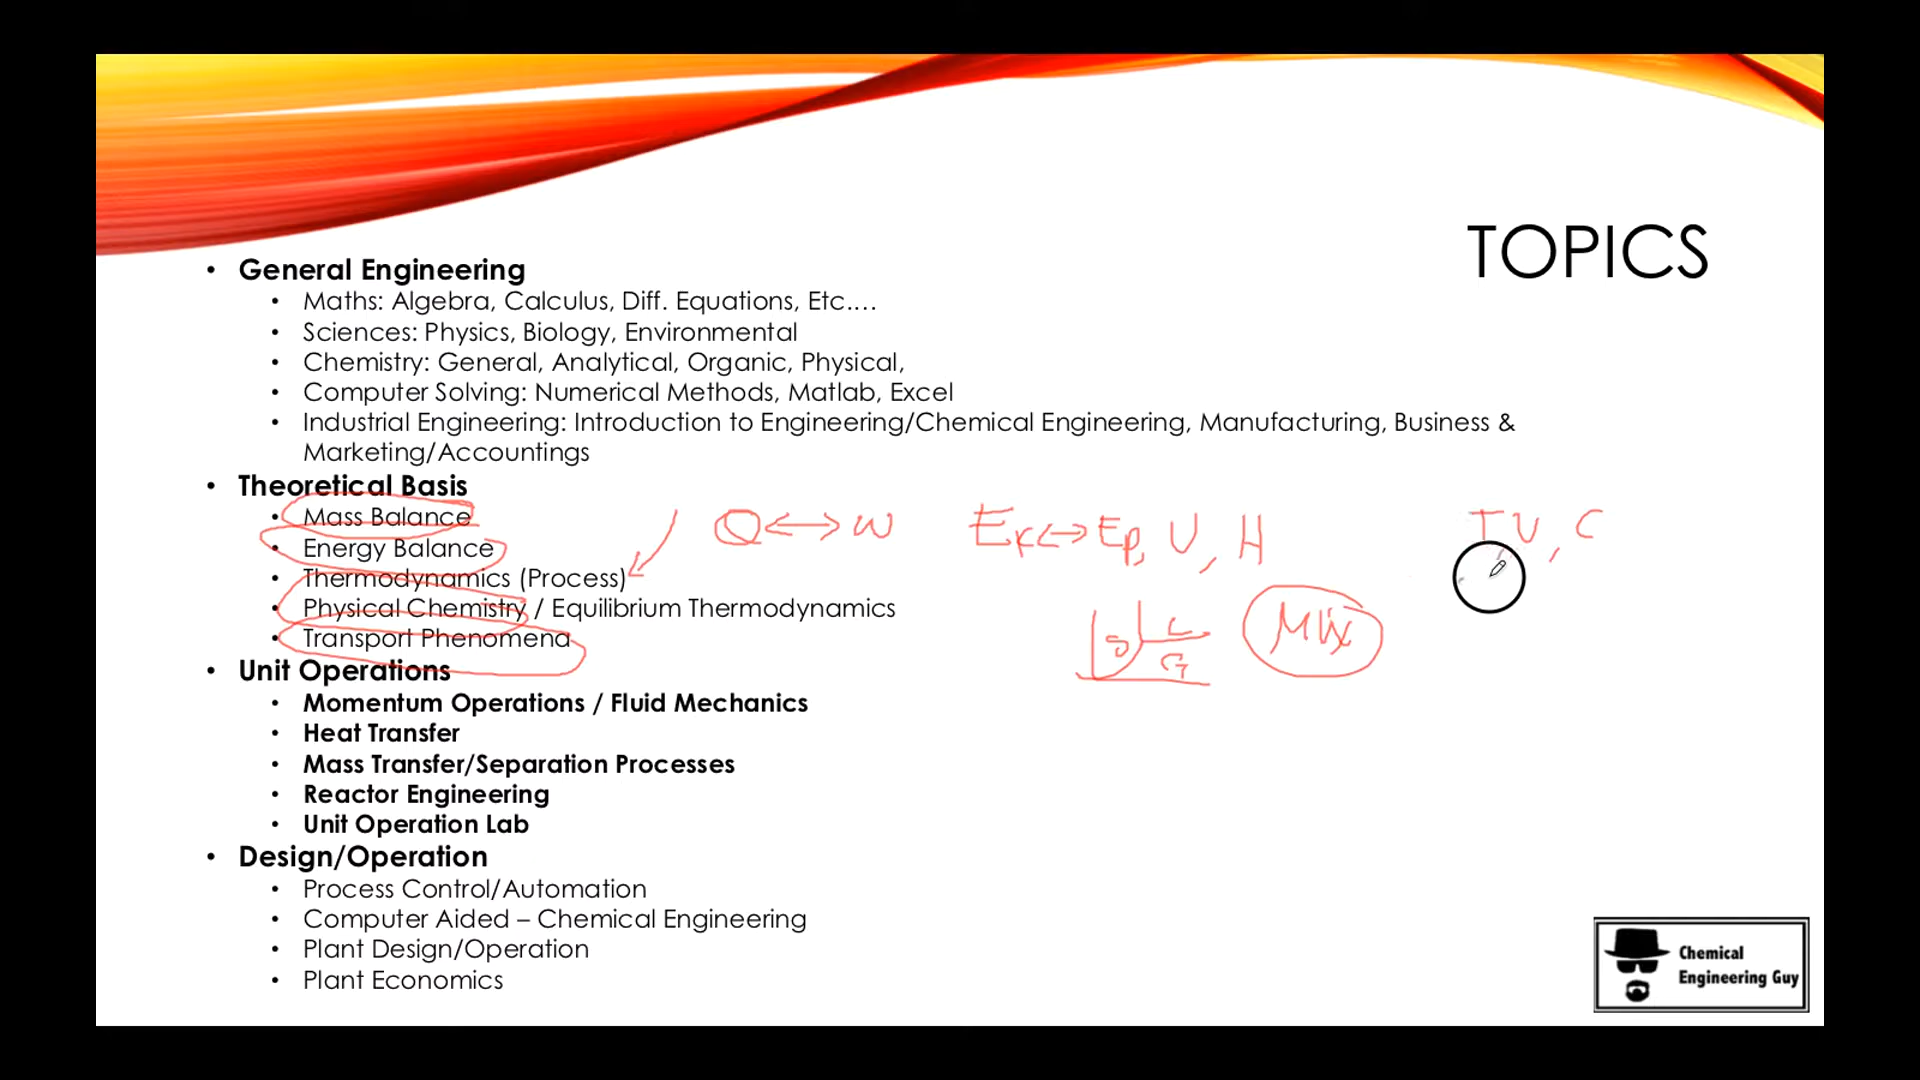 TOPICS
• General Engineering
• Maths: Algebra, Calculus, Diff. Equations, Etc.…
• Sciences: Physics, Biology, Environmental
• Chemistry: General, Analytical, Organic, Physical,
• Computer Solving: Numerical Methods, Matlab, Excel
• Industrial Engineering: Introduction to Engineering/Chemical Engineering, Manufacturing, Business &
Marketing/Accountings
• Theoretical Basis
• Mass Balance
• Energy Balance
• Thermodynamics (Process)
• Physical Chemistry / Equilibrium Thermodynamics
• Transport Phenomena
Q ↔ W
Ek ↔ Ep, U, H
T, U, C
S L G
Mix
• Unit Operations
• Momentum Operations / Fluid Mechanics
• Heat Transfer
• Mass Transfer/Separation Processes
• Reactor Engineering
• Unit Operation Lab
• Design/Operation
• Process Control/Automation
• Computer Aided – Chemical Engineering
• Plant Design/Operation
• Plant Economics
Chemical
Engineering Guy